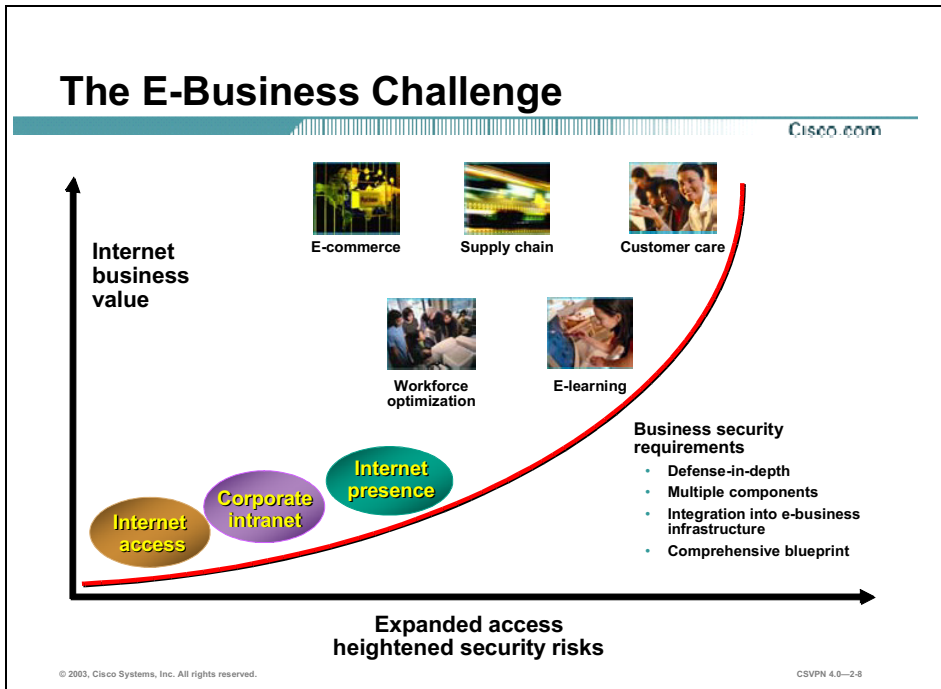 The E-Business Challenge
Cisco.com
E-commerce
Supply chain
Customer care
Internet
business
value
Workforce
optimization
E-learning
Business security
requirements
• Defense-in-depth
• Multiple components
• Integration into e-business
infrastructure
• Comprehensive blueprint
Internet
presence
Corporate
intranet
Internet
access
Expanded access
heightened security risks
© 2003, Cisco Systems, Inc. All rights reserved.
CSVPN 4.0—2-8